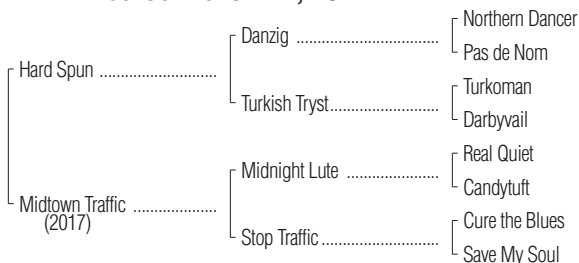 Northern Dancer
Danzig
Pas de Nom
Hard Spun
Turkoman
Turkish Tryst
Darbyvail
Real Quiet
Midnight Lute
Candytuft
Midtown Traffic
(2017)
Cure the Blues
Stop Traffic
Save My Soul